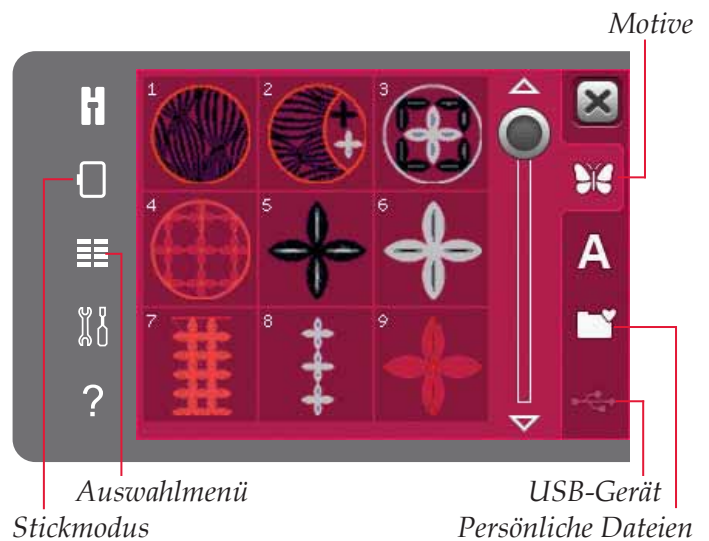 Motive
1 2 3
4 5 6
A
7 8 9
?
Auswahlmenü USB-Gerät
Stickmodus Persönliche Dateien